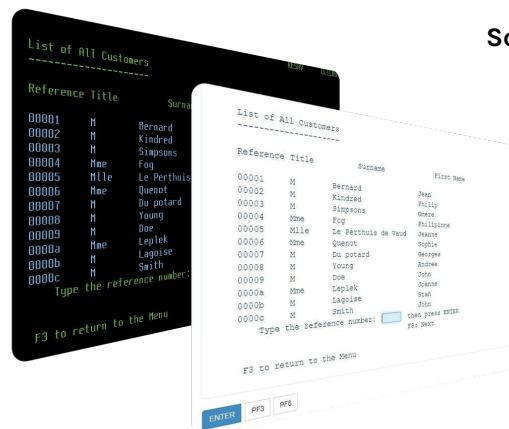 So
List of All Customers
--------------------
Reference Title
Surna
00001 M Bernard
00002 M Kindred
00003 M Simpsons
00004 Mme Fog
00005 Mlle Le Perthuis
00006 Mme Quenot
00007 M Du potard
00008 M Young
00009 M Doe
0000a Mme Leplek
0000b M Lagoise
0000c M Smith
Type the reference number:
F3 to return to the Menu
List of All Customers
--------------------
Reference Title Surname First Name
00001 M Bernard Jean
00002 M Kindred Philip
00003 M Simpsons Omere
00004 Mme Fog Philipinne
00005 Mlle Le Perthuis de Vaud Jeanne
00006 Mme Quenot Sophie
00007 M Du potard Georges
00008 M Young Andree
00009 M Doe John
0000a Mme Leplek Joanne
0000b M Lagoise Stan
0000c M Smith John
Type the reference number: then press ENTER
F8: Next
F3 to return to the Menu
ENTER PF3 PF8